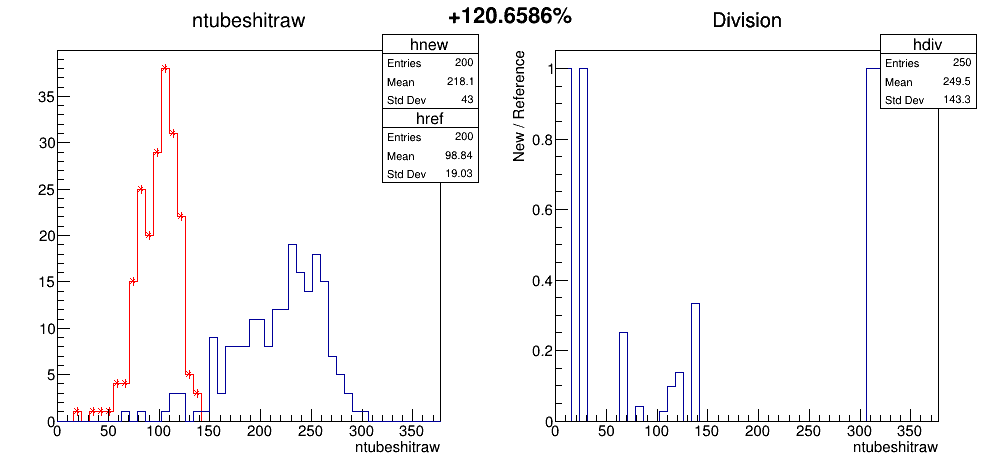 +120.6586%
ntubeshitraw
hnew
Entries 200
Mean 218.1
Std Dev 43
href
Entries 200
Mean 98.84
Std Dev 19.03
35
30
25
20
15
10
5
0
0 50 100 150 200 250 300 350
ntubeshitraw
Division
hdiv
Entries 250
Mean 249.5
Std Dev 143.3
New / Reference
1
0.8
0.6
0.4
0.2
0
0 50 100 150 200 250 300 350
ntubeshitraw